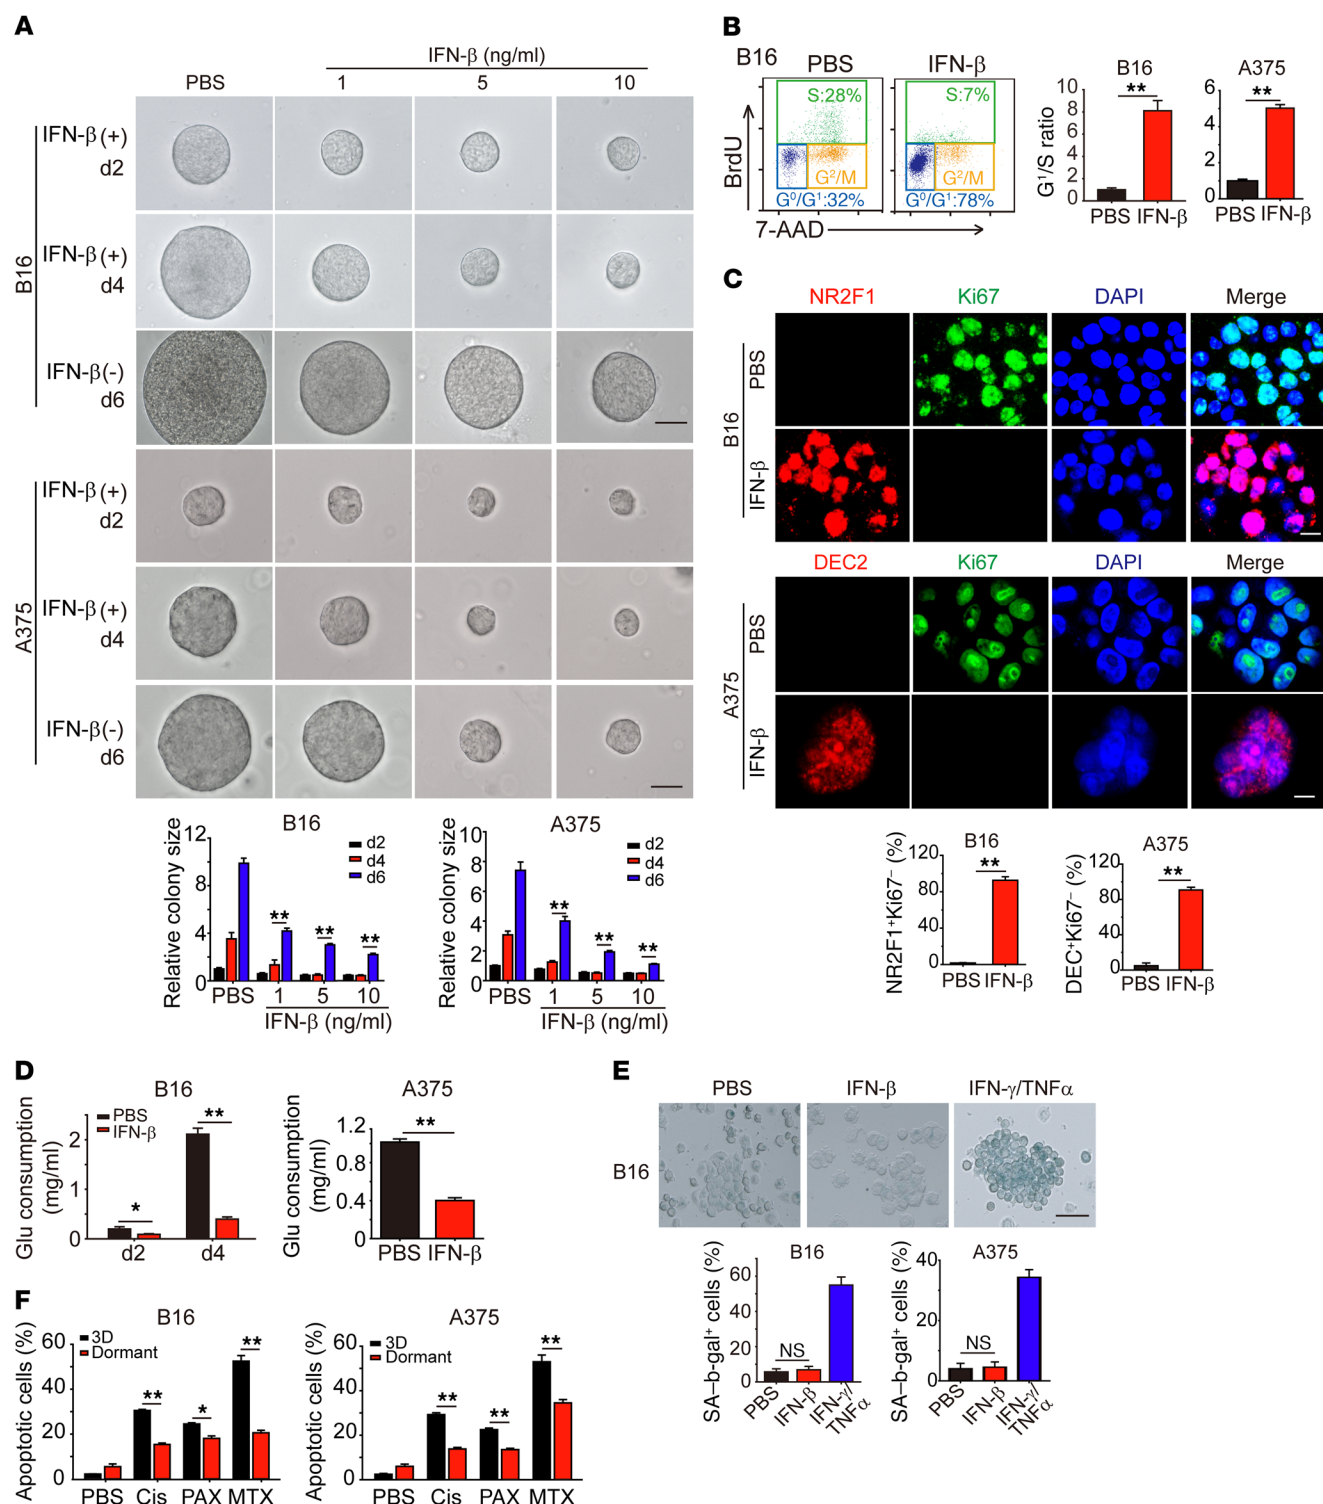 A
IFN-β (ng/ml)
PBS 1 5 10
B16
IFN-β (+)
d2
IFN-β (+)
d4
IFN-β(-)
d6
A375
IFN-β (+)
d2
IFN-β (+)
d4
IFN-β(-)
d6
B16
Relative colony size
12
8
4
0
d2
d4
d6
** ** **
PBS 1 5 10
IFN-β (ng/ml)
A375
Relative colony size
10
8
6
4
2
0
d2
d4
d6
** ** **
PBS 1 5 10
IFN-β (ng/ml)
B
B16 PBS IFN-β
S:28% S:7%
G²/M G²/M
G⁰/G¹:32% G⁰/G¹:78%
BrdU
7-AAD
B16
G¹/S ratio
10
8
6
4
2
0
**
PBS IFN-β
A375
6
4
2
0
**
PBS IFN-β
C
NR2F1 Ki67 DAPI Merge
B16
PBS
IFN-β
DEC2 Ki67 DAPI Merge
A375
PBS
IFN-β
B16
NR2F1⁺Ki67⁻ (%)
120
80
40
0
**
PBS IFN-β
A375
DEC⁺Ki67⁻ (%)
120
80
40
0
**
PBS IFN-β
D
B16
Glu consumption
(mg/ml)
2
1
0
PBS
IFN-β
* **
d2 d4
A375
Glu consumption
(mg/ml)
1.2
0.8
0.4
0
**
PBS IFN-β
E
PBS IFN-β IFN-γ/TNFα
B16
B16
SA–b-gal⁺ cells (%)
60
40
20
0
NS
PBS
IFN-β
IFN-γ/
TNFα
A375
SA–b-gal⁺ cells (%)
40
20
0
NS
PBS
IFN-β
IFN-γ/
TNFα
F
B16
Apoptotic cells (%)
60
40
20
0
3D
Dormant
** * **
PBS Cis PAX MTX
A375
Apoptotic cells (%)
60
40
20
0
3D
Dormant
** ** **
PBS Cis PAX MTX